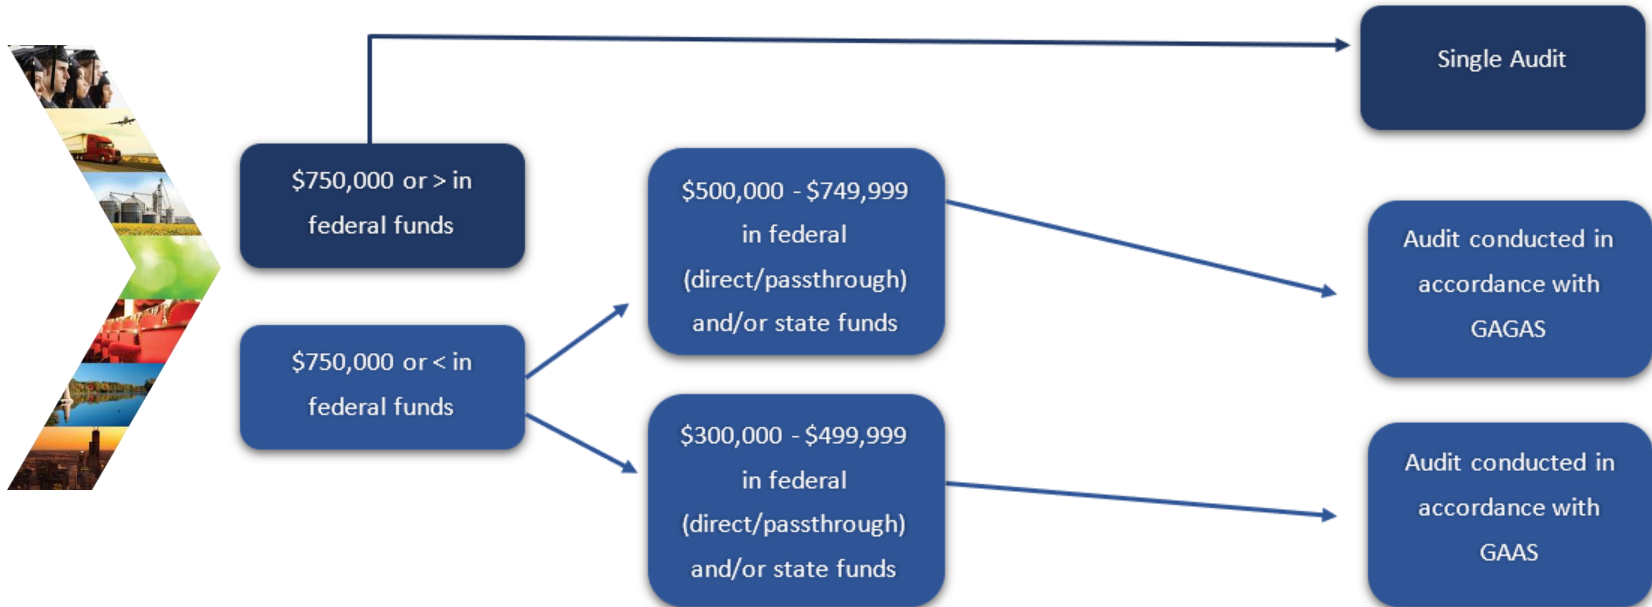 Single Audit
$750,000 or > in
federal funds
$500,000 - $749,999
in federal
(direct/passthrough)
and/or state funds
Audit conducted in
accordance with
GAGAS
$750,000 or < in
federal funds
$300,000 - $499,999
in federal
(direct/passthrough)
and/or state funds
Audit conducted in
accordance with
GAAS